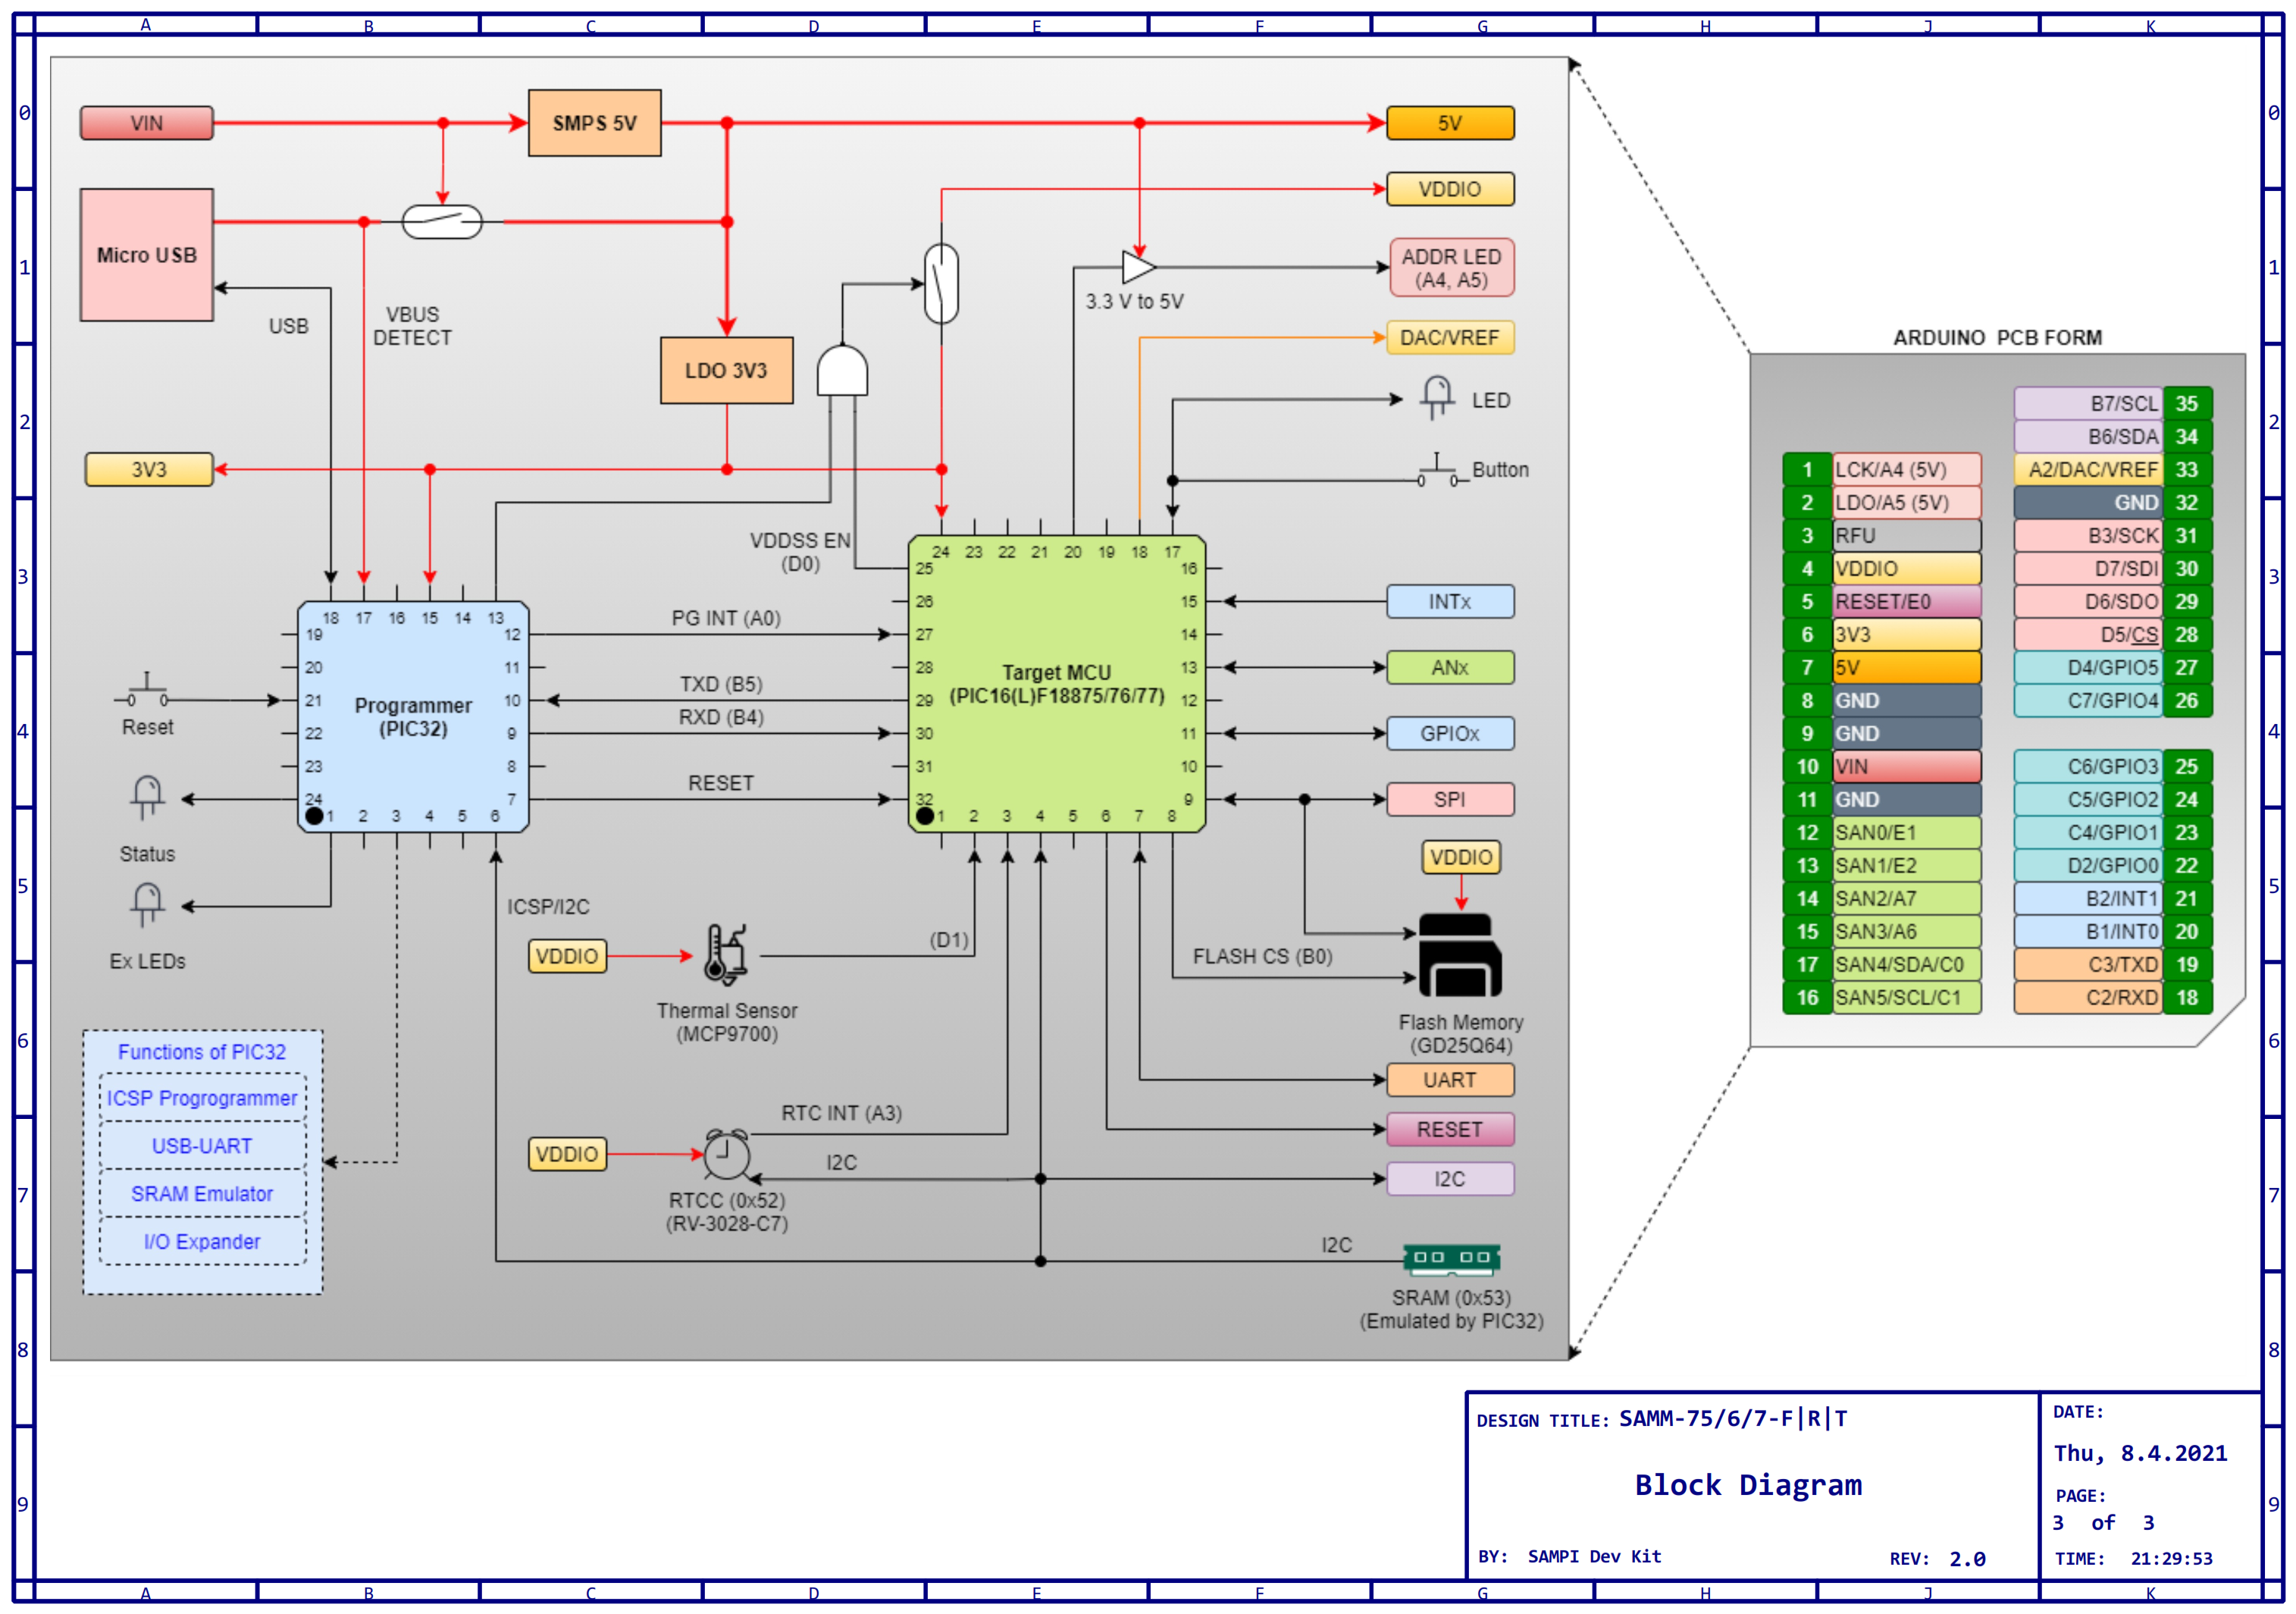 A B C D E F G H J K
0 0
1 1
2 2
3 3
4 4
5 5
6 6
7 7
8 8
9 9
VIN
SMPS 5V
5V
VDDIO
Micro USB
ADDR LED
(A4, A5)
3.3 V to 5V
USB
VBUS
DETECT
DAC/VREF
LDO 3V3
LED
3V3
Button
VDDSS EN
(D0)
24 23 22 21 20 19 18 17
25
26
27
28
29
30
31
32
1 2 3 4 5 6 7 8
16
15
14
13
12
11
10
9
Target MCU
(PIC16(L)F18875/76/77)
18 17 16 15 14 13
19
20
21
22
23
24
1 2 3 4 5 6
12
11
10
9
8
7
Programmer
(PIC32)
PG INT (A0)
TXD (B5)
RXD (B4)
RESET
INTx
ANx
GPIOx
SPI
Reset
Status
Ex LEDs
ICSP/I2C
VDDIO
Thermal Sensor
(MCP9700)
(D1)
VDDIO
FLASH CS (B0)
Flash Memory
(GD25Q64)
UART
RESET
I2C
RTC INT (A3)
VDDIO
I2C
RTCC (0x52)
(RV-3028-C7)
I2C
SRAM (0x53)
(Emulated by PIC32)
Functions of PIC32
ICSP Progrogrammer
USB-UART
SRAM Emulator
I/O Expander
ARDUINO PCB FORM
1 LCK/A4 (5V)
2 LDO/A5 (5V)
3 RFU
4 VDDIO
5 RESET/E0
6 3V3
7 5V
8 GND
9 GND
10 VIN
11 GND
12 SAN0/E1
13 SAN1/E2
14 SAN2/A7
15 SAN3/A6
17 SAN4/SDA/C0
16 SAN5/SCL/C1
B7/SCL 35
B6/SDA 34
A2/DAC/VREF 33
GND 32
B3/SCK 31
D7/SDI 30
D6/SDO 29
D5/CS 28
D4/GPIO5 27
C7/GPIO4 26
C6/GPIO3 25
C5/GPIO2 24
C4/GPIO1 23
D2/GPIO0 22
B2/INT1 21
B1/INT0 20
C3/TXD 19
C2/RXD 18
DESIGN TITLE: SAMM-75/6/7-F|R|T
Block Diagram
BY: SAMPI Dev Kit
REV: 2.0
DATE:
Thu, 8.4.2021
PAGE:
3 of 3
TIME: 21:29:53
A B C D E F G H J K